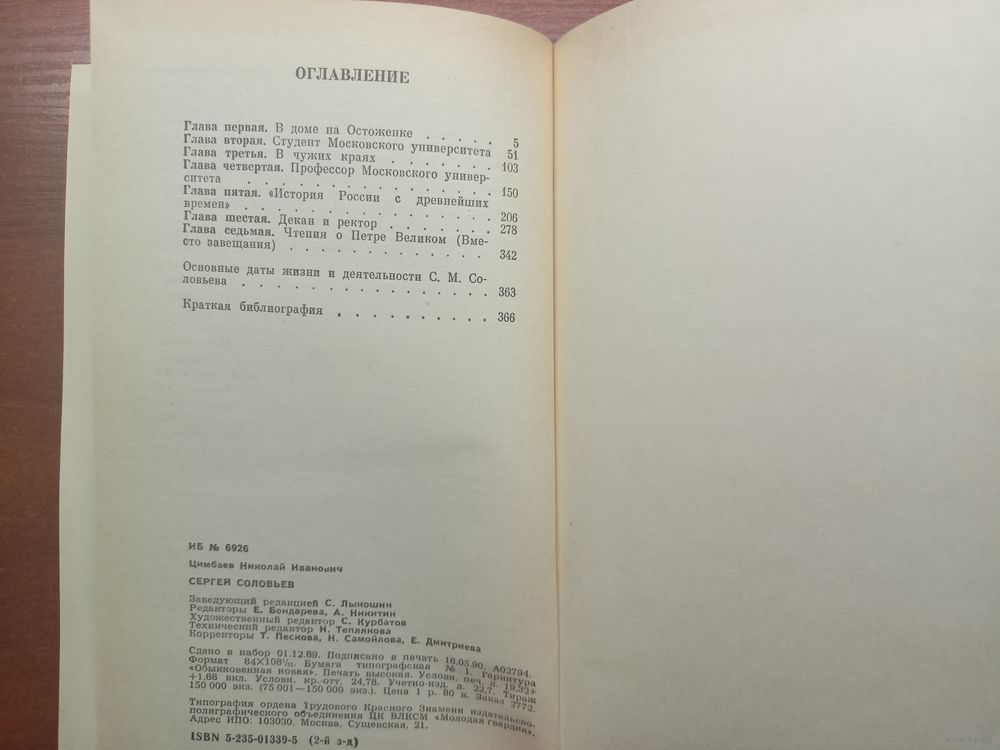 ОГЛАВЛЕНИЕ
Глава первая. В доме на Остоженке . . . . . 5
Глава вторая. Студент Московского университета 51
Глава третья. В чужих краях . . . . . . . 103
Глава четвертая. Профессор Московского универ-
ситета . . . . . . . . . . . . . . . 150
Глава пятая. «История России с древнейших
времен» . . . . . . . . . . . . . . . 206
Глава шестая. Декан и ректор . . . . . . . 278
Глава седьмая. Чтения о Петре Великом (Вме-
сто завещания) . . . . . . . . . . . . 342
Основные даты жизни и деятельности С. М. Со-
ловьева . . . . . . . . . . . . . . . 363
Краткая библиография . . . . . . . . . . 366
ИБ № 6926
Цимбаев Николай Иванович
СЕРГЕЙ СОЛОВЬЕВ
Заведующий редакцией С. Лыкошин
Редакторы Е. Бондарева, А. Никитин
Художественный редактор С. Курбатов
Технический редактор Н. Теплякова
Корректоры Т. Пескова, Н. Самойлова, Е. Дмитриева
Сдано в набор 01.12.89. Подписано в печать 16.05.90. А02794.
Формат 84×108¹/₃₂. Бумага типографская № 1. Гарнитура
«Обыкновенная новая». Печать высокая. Условн. печ. л. 19,32+
+1,68 вкл. Условн. кр.-отт. 24,78. Учетно-изд. л. 22,7. Тираж
150 000 экз. (75 001—150 000 экз.). Цена 1 р. 80 к. Заказ 2772.
Типография ордена Трудового Красного Знамени издательско-
полиграфического объединения ЦК ВЛКСМ «Молодая гвардия».
Адрес ИПО: 103030, Москва, Сущевская, 21.
ISBN 5-235-01339-5 (2-й з-д)